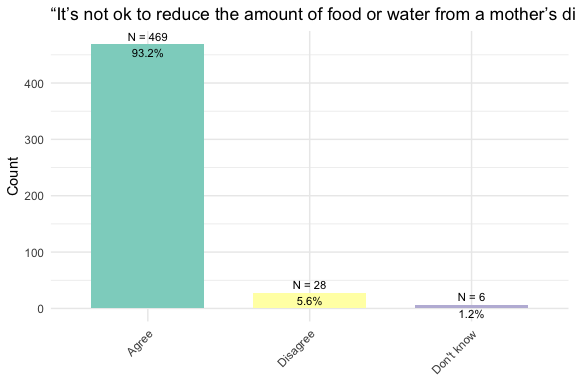 “It’s not ok to reduce the amount of food or water from a mother’s di
N = 469
93.2%
N = 28
5.6%
N = 6
1.2%
Count
400
300
200
100
0
Agree
Disagree
Don't know